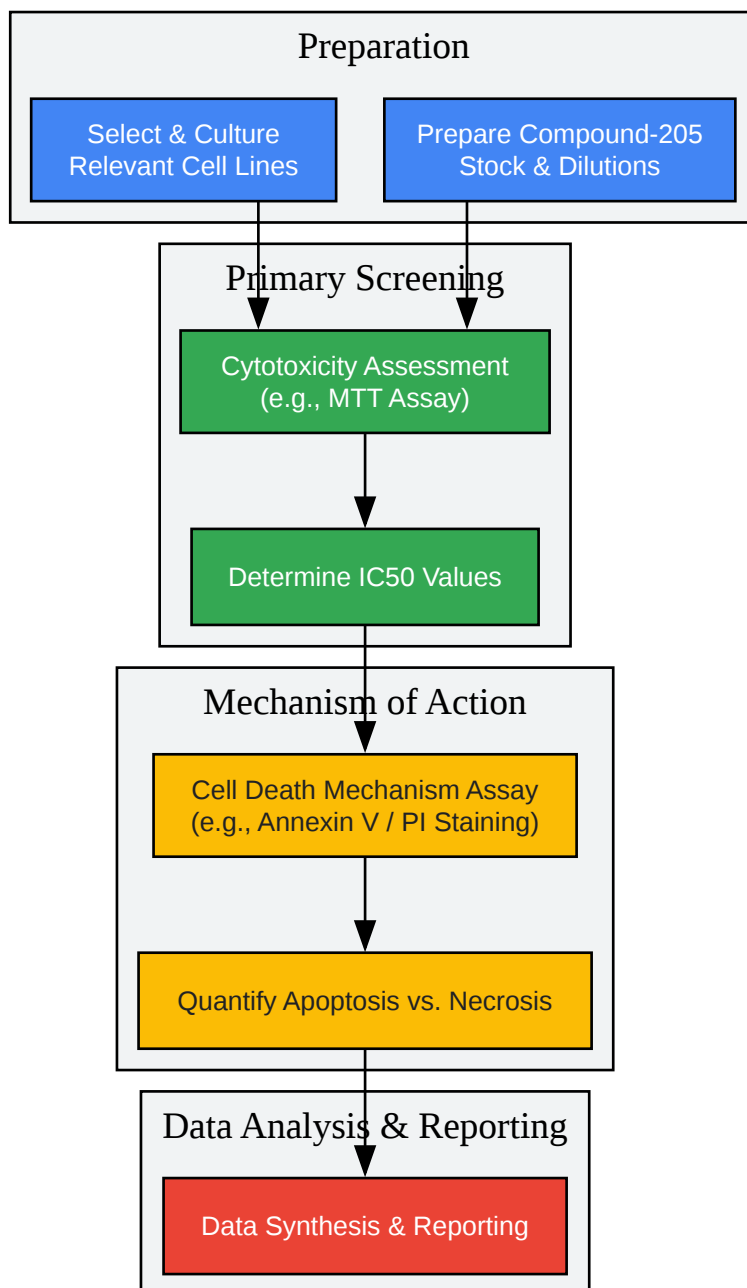 Preparation
Select & Culture
Relevant Cell Lines
Prepare Compound-205
Stock & Dilutions
Primary Screening
Cytotoxicity Assessment
(e.g., MTT Assay)
Determine IC50 Values
Mechanism of Action
Cell Death Mechanism Assay
(e.g., Annexin V / PI Staining)
Quantify Apoptosis vs. Necrosis
Data Analysis & Reporting
Data Synthesis & Reporting